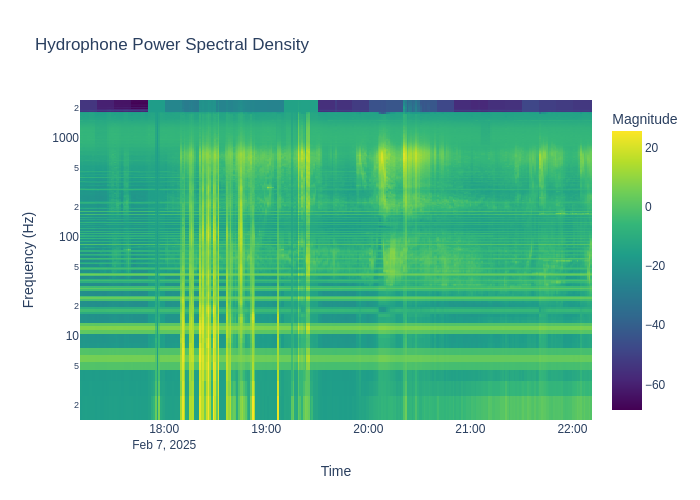 Hydrophone Power Spectral Density
Magnitude
20
0
−20
−40
−60
2
1000
5
2
100
5
2
10
5
2
Frequency (Hz)
18:00 19:00 20:00 21:00 22:00
Feb 7, 2025
Time